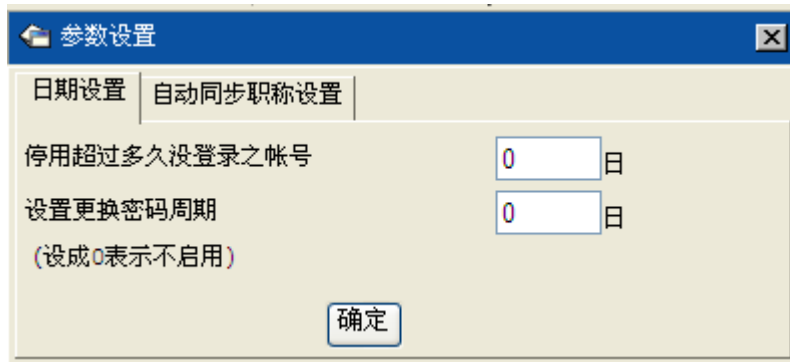 参数设置
日期设置 自动同步职称设置
停用超过多久没登录之帐号 0 日
设置更换密码周期 0 日
(设成0表示不启用)
确定